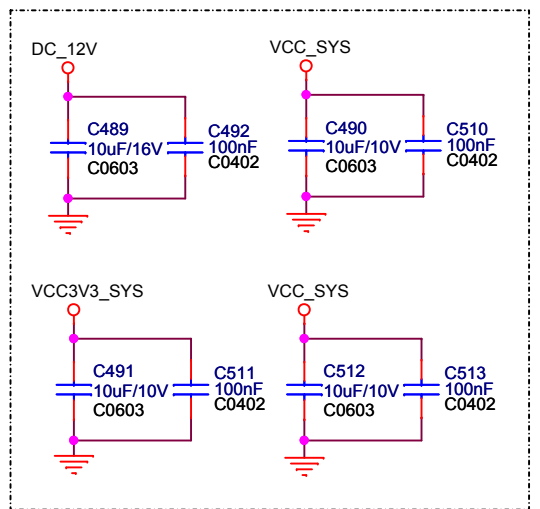 DC_12V
C489
10uF/16V
C0603
C492
100nF
C0402
VCC_SYS
C490
10uF/10V
C0603
C510
100nF
C0402
VCC3V3_SYS
C491
10uF/10V
C0603
C511
100nF
C0402
VCC_SYS
C512
10uF/10V
C0603
C513
100nF
C0402